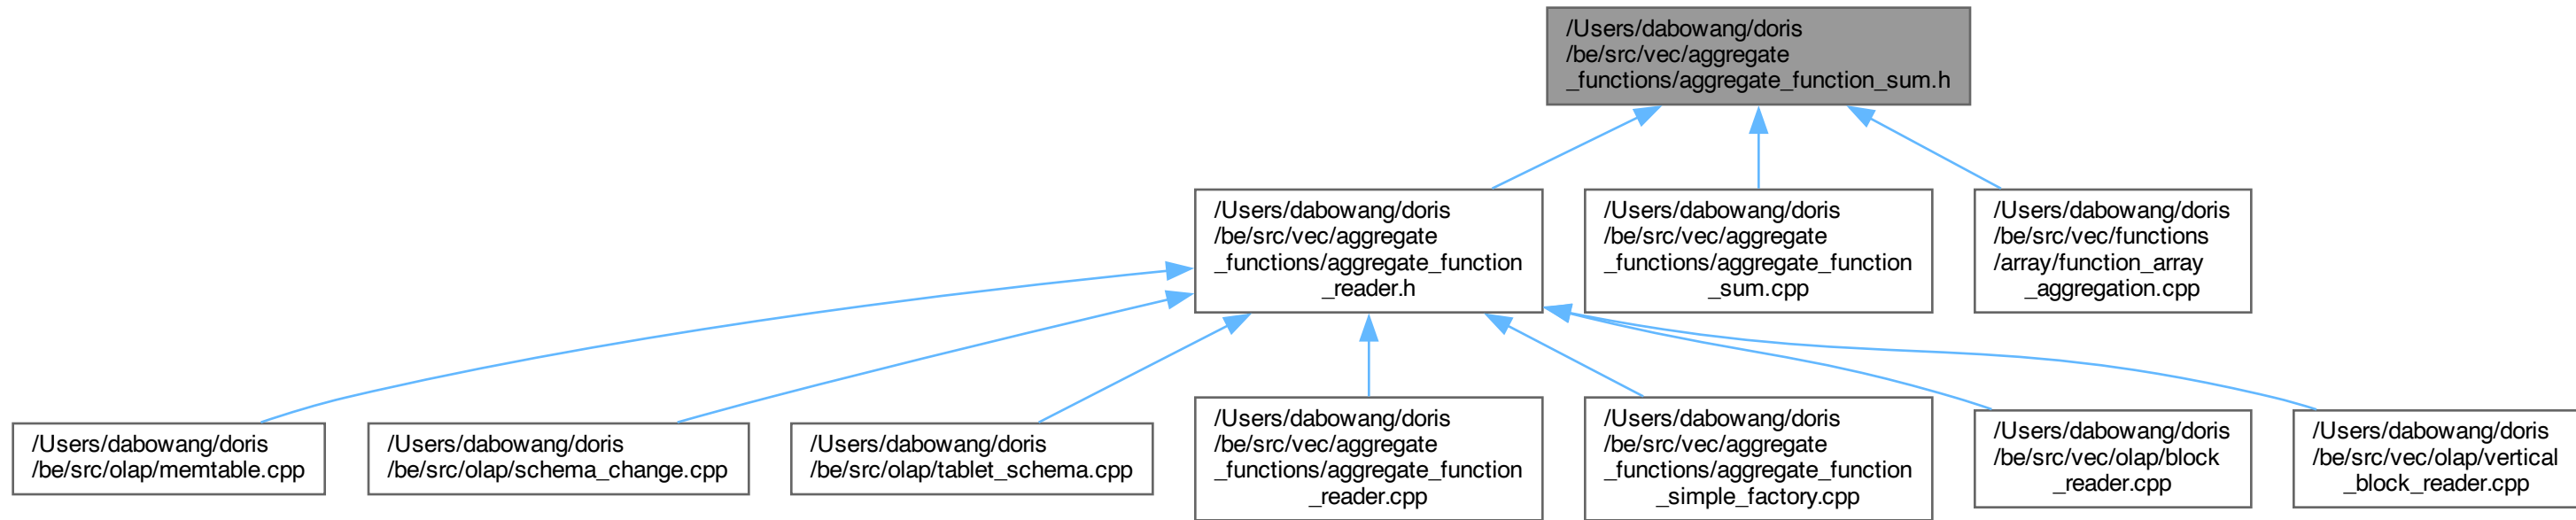 /Users/dabowang/doris
/be/src/vec/aggregate
_functions/aggregate_function_sum.h
/Users/dabowang/doris
/be/src/vec/aggregate
_functions/aggregate_function
_reader.h
/Users/dabowang/doris
/be/src/vec/aggregate
_functions/aggregate_function
_sum.cpp
/Users/dabowang/doris
/be/src/vec/functions
/array/function_array
_aggregation.cpp
/Users/dabowang/doris
/be/src/olap/memtable.cpp
/Users/dabowang/doris
/be/src/olap/schema_change.cpp
/Users/dabowang/doris
/be/src/olap/tablet_schema.cpp
/Users/dabowang/doris
/be/src/vec/aggregate
_functions/aggregate_function
_reader.cpp
/Users/dabowang/doris
/be/src/vec/aggregate
_functions/aggregate_function
_simple_factory.cpp
/Users/dabowang/doris
/be/src/vec/olap/block
_reader.cpp
/Users/dabowang/doris
/be/src/vec/olap/vertical
_block_reader.cpp